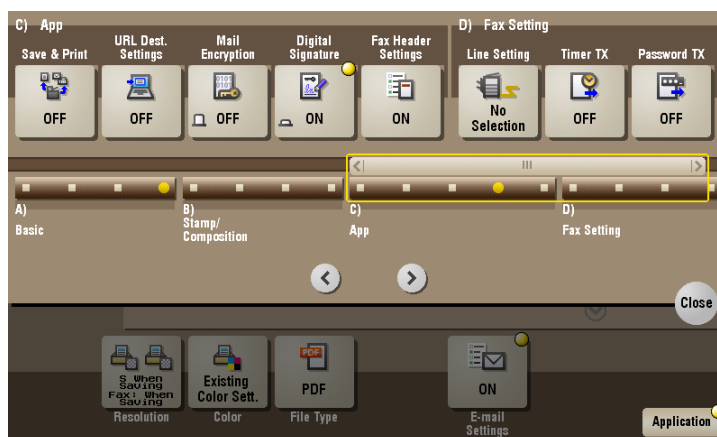 C) App
D) Fax Setting
Save & Print
URL Dest.
Settings
Mail
Encryption
Digital
Signature
Fax Header
Settings
Line Setting
Timer TX
Password TX
OFF
OFF
OFF
ON
ON
No
Selection
OFF
OFF
A)
Basic
B)
Stamp/
Composition
C)
App
D)
Fax Setting
Close
S When
Saving
Fax: When
Saving
Resolution
Existing
Color Sett.
Color
PDF
PDF
File Type
ON
E-mail
Settings
Application